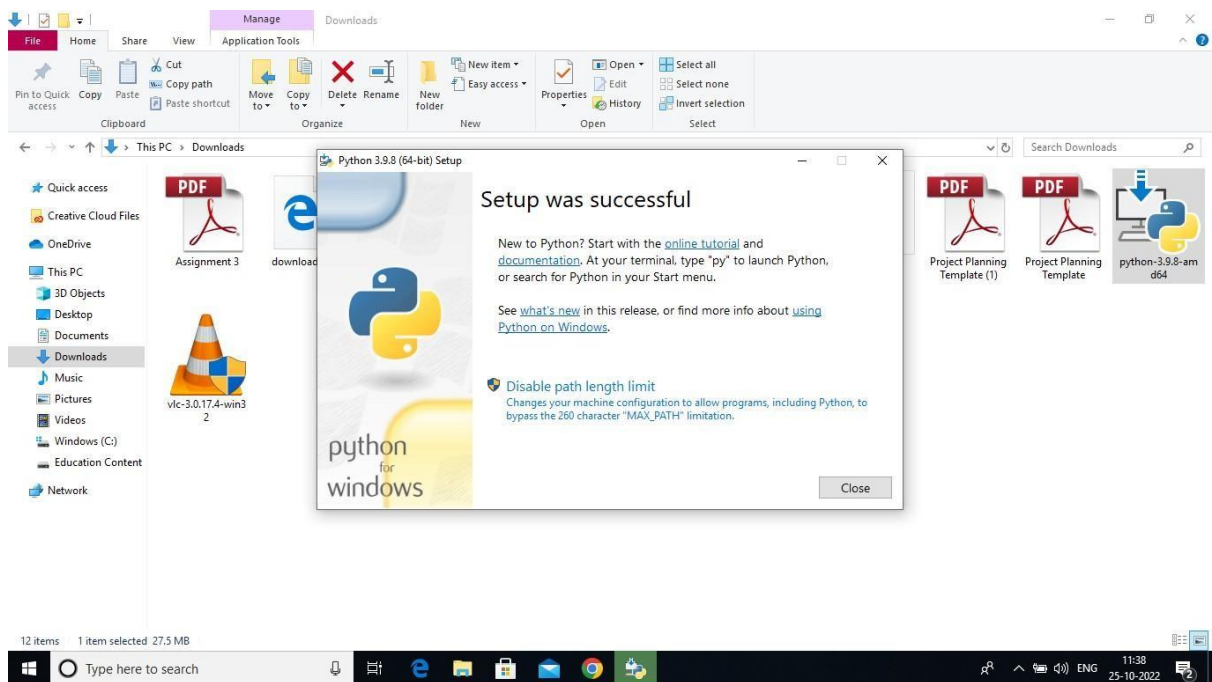 Manage
Downloads
File
Home
Share
View
Application Tools
Pin to Quick
access
Copy
Paste
Cut
Copy path
Paste shortcut
Clipboard
Move
to
Copy
to
Delete
Rename
Organize
New
folder
New item
Easy access
New
Properties
Open
Edit
History
Open
Select all
Select none
Invert selection
Select
This PC > Downloads
Search Downloads
Quick access
Creative Cloud Files
OneDrive
This PC
3D Objects
Desktop
Documents
Downloads
Music
Pictures
Videos
Windows (C:)
Education Content
Network
PDF
Assignment 3
download
vlc-3.0.17.4-win3
2
Python 3.9.8 (64-bit) Setup
Setup was successful
New to Python? Start with the online tutorial and
documentation. At your terminal, type "py" to launch Python,
or search for Python in your Start menu.
See what's new in this release, or find more info about using
Python on Windows.
Disable path length limit
Changes your machine configuration to allow programs, including Python, to
bypass the 260 character "MAX_PATH" limitation.
python
for
windows
Close
PDF
Project Planning
Template (1)
PDF
Project Planning
Template
python-3.9.8-am
d64
12 items
1 item selected 27.5 MB
Type here to search
ENG
11:38
25-10-2022
2